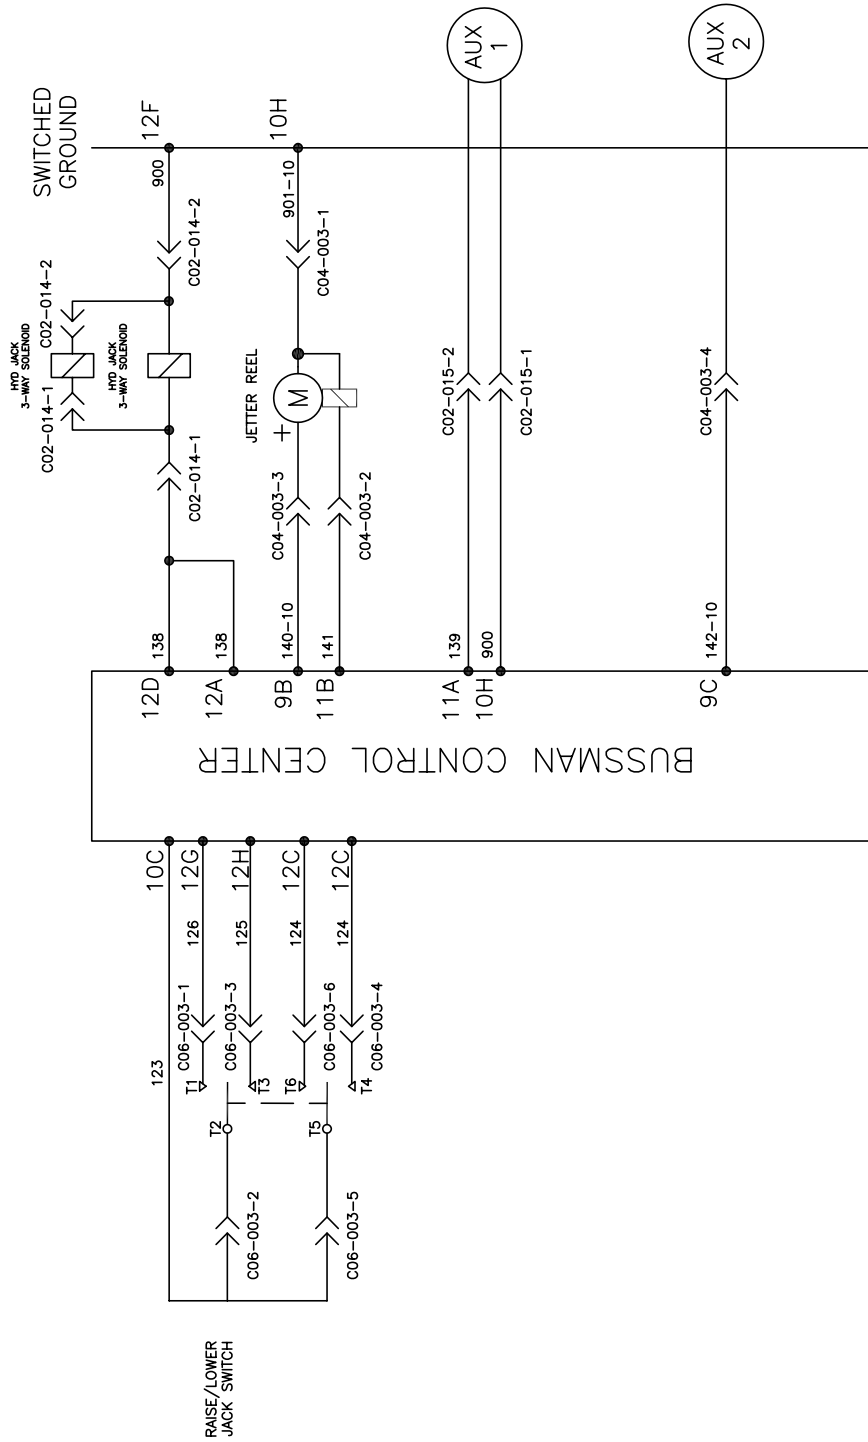 SWITCHED
GROUND
12F
10H
AUX
1
AUX
2
900
901-10
C02-014-2
C02-014-2
C04-003-1
HYD JACK
3-WAY SOLENOID
HYD JACK
3-WAY SOLENOID
JETTER REEL
M
+
C02-014-1
C02-014-1
C04-003-3
C04-003-2
C02-015-2
C02-015-1
C04-003-4
138
138
140-10
141
139
900
142-10
12D
12A
9B
11B
11A
10H
9C
BUSSMAN CONTROL CENTER
10C
12G
12H
12C
12C
123
126
125
124
124
C06-003-1
C06-003-3
C06-003-6
C06-003-4
T1
T3
T6
T4
T2
T5
C06-003-2
C06-003-5
RAISE/LOWER
JACK SWITCH